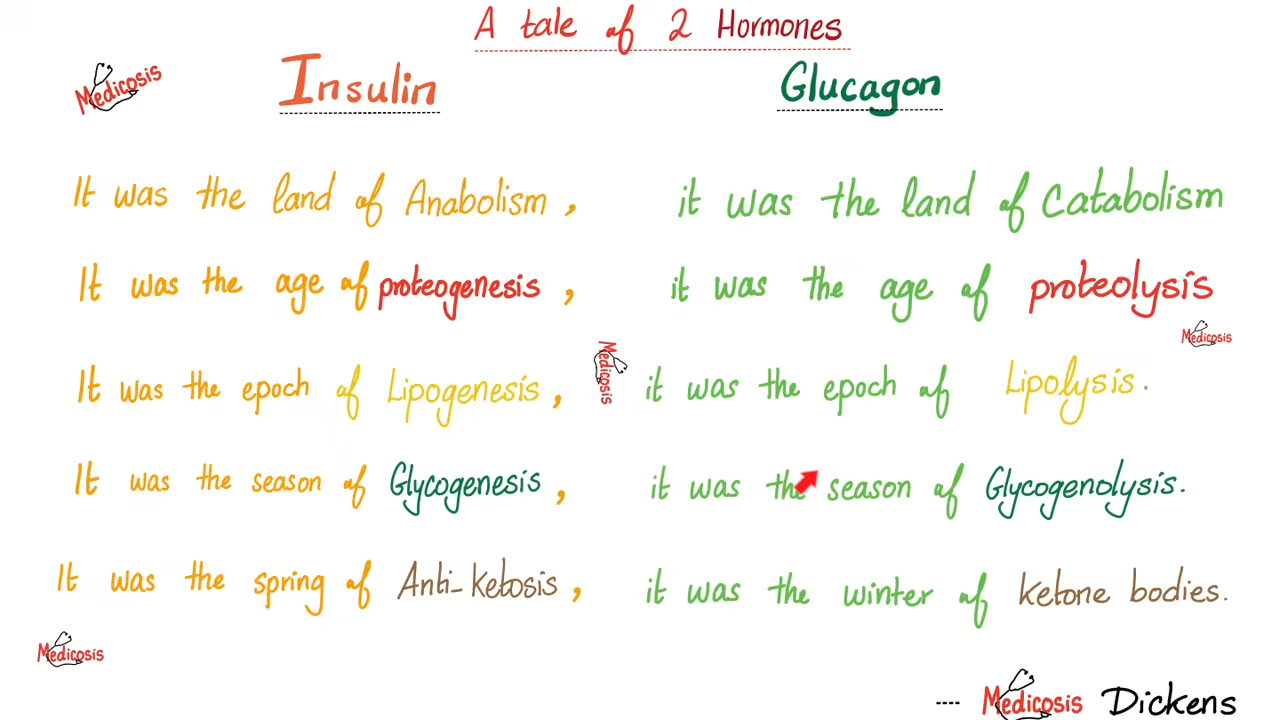 A tale of 2 Hormones
Medicosis
Insulin
Glucagon
It was the land of Anabolism,
it was the land of Catabolism
It was the age of proteogenesis,
it was the age of proteolysis
Medicosis
It was the epoch of Lipogenesis,
Medicosis
it was the epoch of Lipolysis.
It was the season of Glycogenesis,
it was the season of Glycogenolysis.
It was the spring of Anti-ketosis,
it was the winter of ketone bodies.
Medicosis
---- Medicosis Dickens